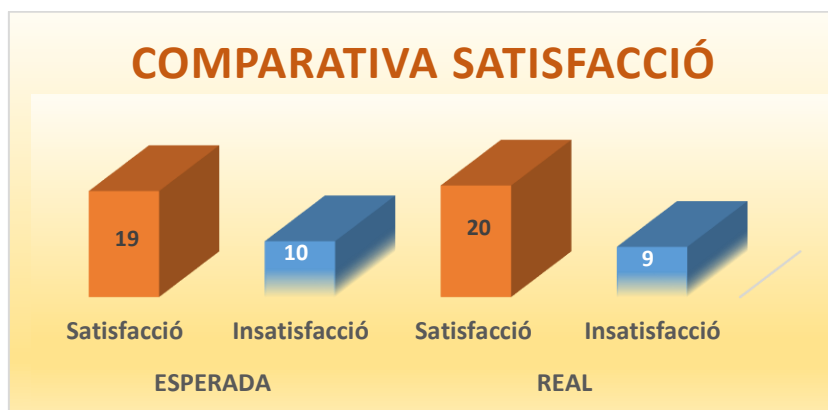 COMPARATIVA SATISFACCIÓ
19
10
20
9
Satisfacció
Insatisfacció
Satisfacció
Insatisfacció
ESPERADA
REAL